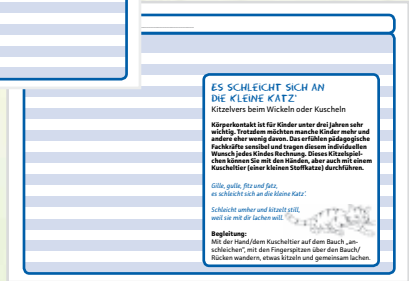 ES SCHLEICHT SICH AN
DIE KLEINE KATZ'
Kitzelvers beim Wickeln oder Kuscheln
Körperkontakt ist für Kinder unter drei Jahren sehr
wichtig. Trotzdem möchten manche Kinder mehr und
andere eher wenig davon. Das erfühlen pädagogische
Fachkräfte sensibel und tragen diesem individuellen
Wunsch jedes Kindes Rechnung. Dieses Kitzelspiel-
chen können Sie mit den Händen, aber auch mit einem
Kuscheltier (einer kleinen Stoffkatze) durchführen.
Gille, gulle, fitz und fatz,
es schleicht sich an die kleine Katz'.
Schleicht umher und kitzelt still,
weil sie mit dir lachen will.
Begleitung:
Mit der Hand/dem Kuscheltier auf dem Bauch „an-
schleichen", mit den Fingerspitzen über den Bauch/
Rücken wandern, etwas kitzeln und gemeinsam lachen.